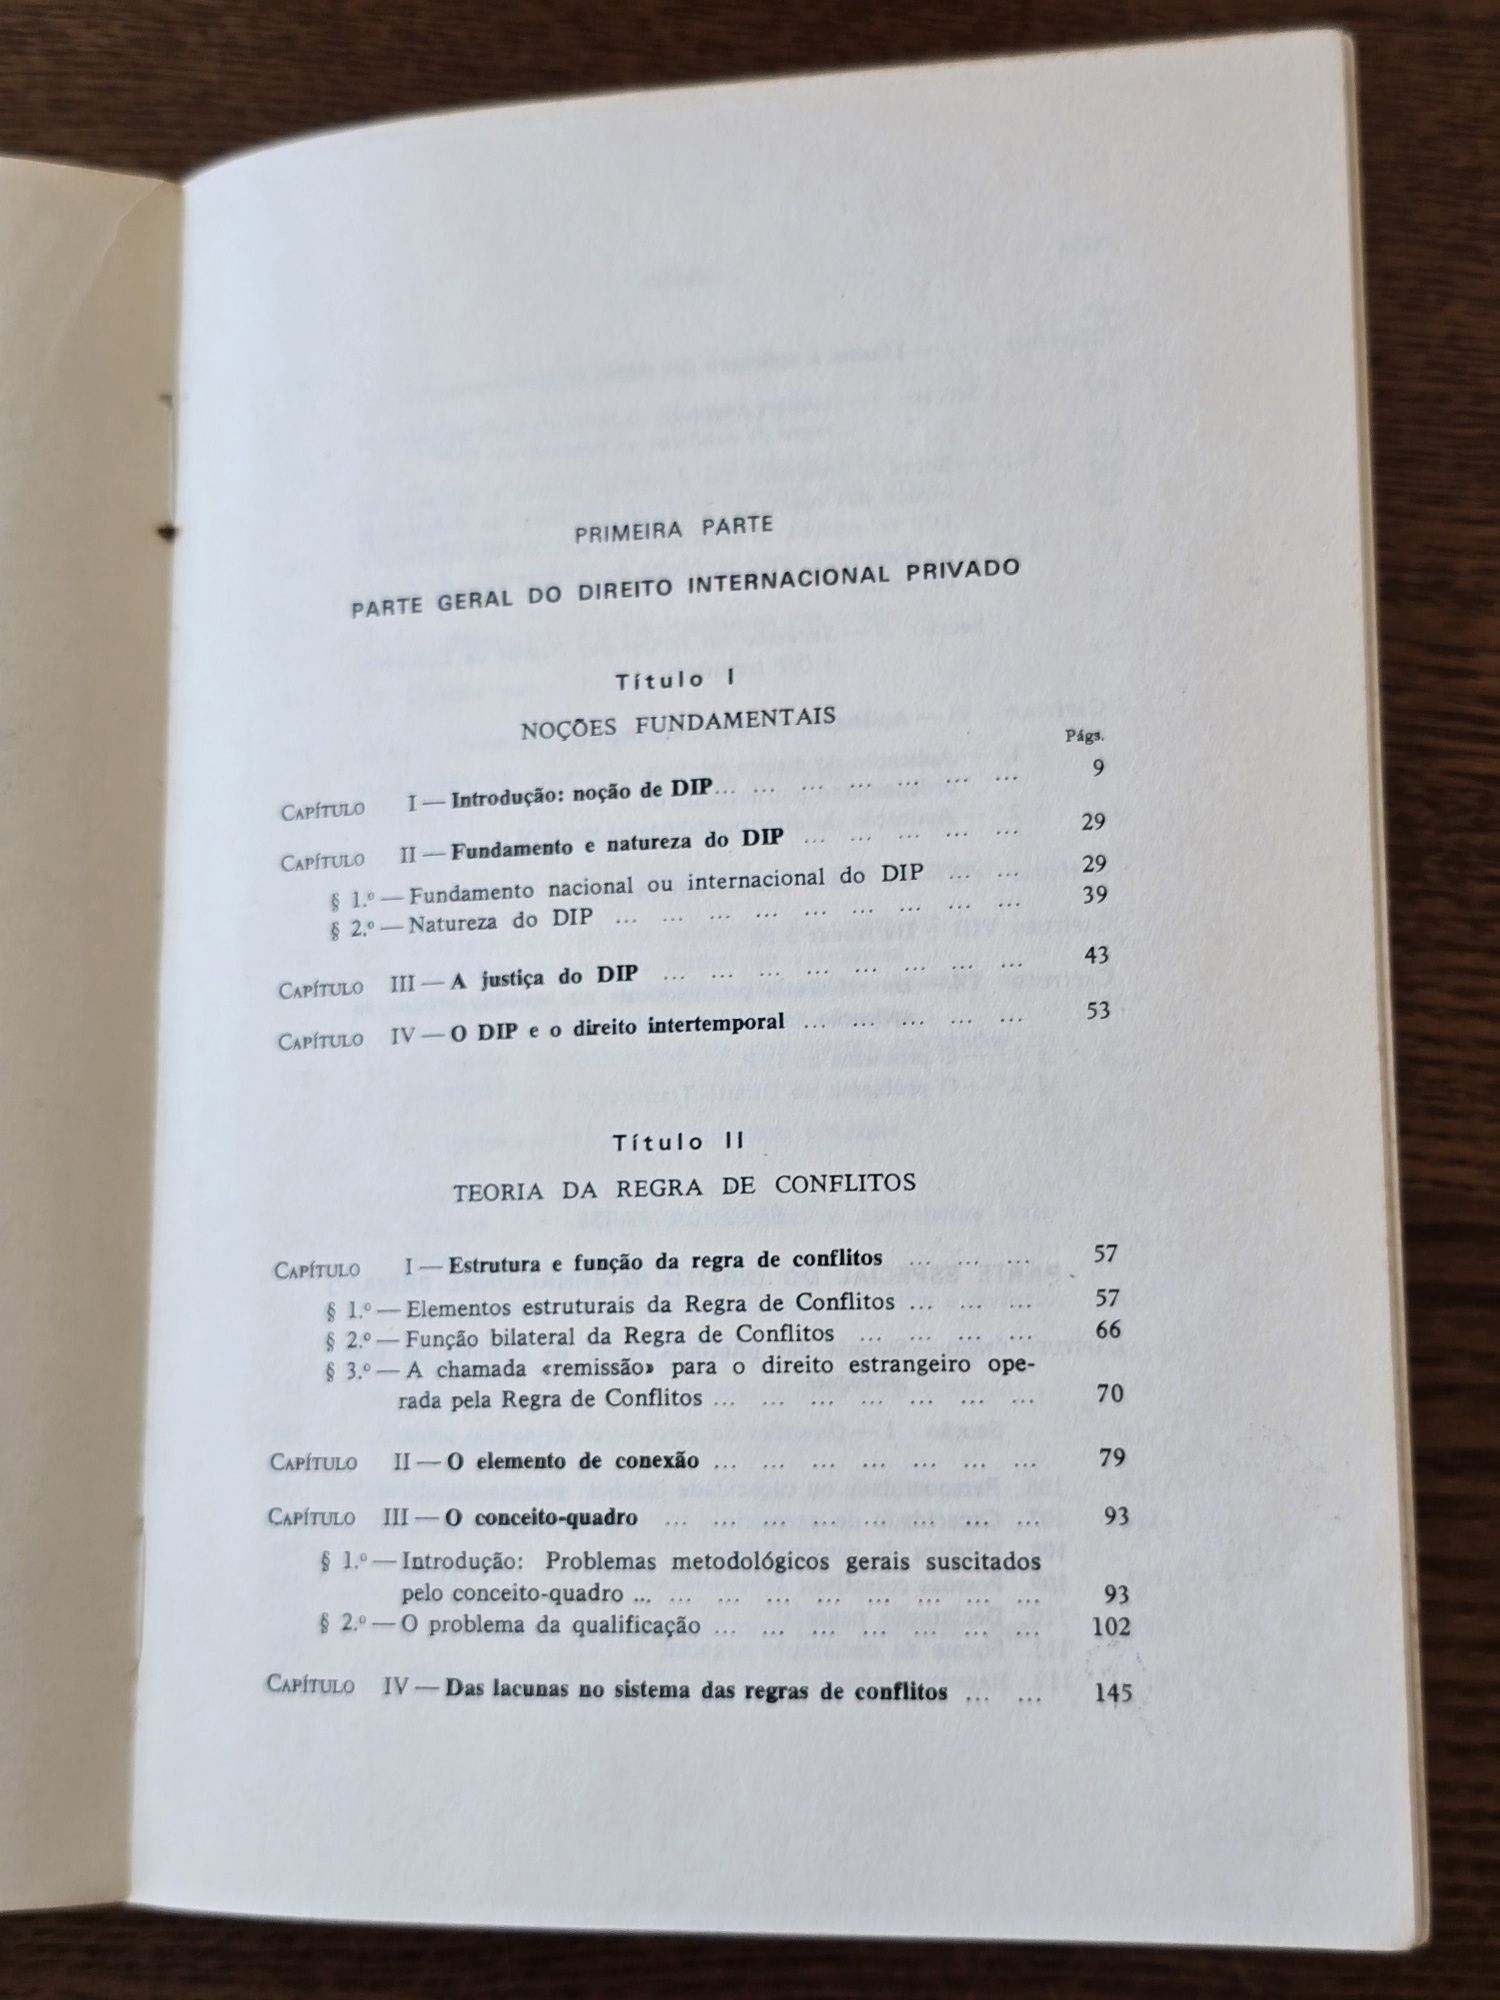 PRIMEIRA PARTE
PARTE GERAL DO DIREITO INTERNACIONAL PRIVADO
Título I
NOÇÕES FUNDAMENTAIS
Págs.
CAPÍTULO I — Introdução: noção de DIP... ... ... ... ... ... ... 9
CAPÍTULO II — Fundamento e natureza do DIP ... ... ... ... ... 29
§ 1.º — Fundamento nacional ou internacional do DIP ... ... 29
§ 2.º — Natureza do DIP ... ... ... ... ... ... ... ... ... 39
CAPÍTULO III — A justiça do DIP ... ... ... ... ... ... ... ... 43
CAPÍTULO IV — O DIP e o direito intertemporal ... ... ... ... ... 53
Título II
TEORIA DA REGRA DE CONFLITOS
CAPÍTULO I — Estrutura e função da regra de conflitos ... ... ... 57
§ 1.º — Elementos estruturais da Regra de Conflitos ... ... ... 57
§ 2.º — Função bilateral da Regra de Conflitos ... ... ... ... 66
§ 3.º — A chamada «remissão» para o direito estrangeiro ope-
rada pela Regra de Conflitos ... ... ... ... ... ... ... 70
CAPÍTULO II — O elemento de conexão ... ... ... ... ... ... ... 79
CAPÍTULO III — O conceito-quadro ... ... ... ... ... ... ... ... 93
§ 1.º — Introdução: Problemas metodológicos gerais suscitados
pelo conceito-quadro ... ... ... ... ... ... ... ... ... 93
§ 2.º — O problema da qualificação ... ... ... ... ... ... ... 102
CAPÍTULO IV — Das lacunas no sistema das regras de conflitos ... ... 145